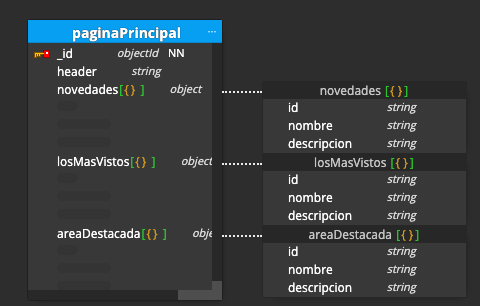 paginaPrincipal ...
_id objectId NN
header string
novedades[{} ] object
losMasVistos[{} ] object
areaDestacada[{} ] obje
novedades [{}]
id string
nombre string
descripcion string
losMasVistos [{}]
id string
nombre string
descripcion string
areaDestacada [{}]
id string
nombre string
descripcion string